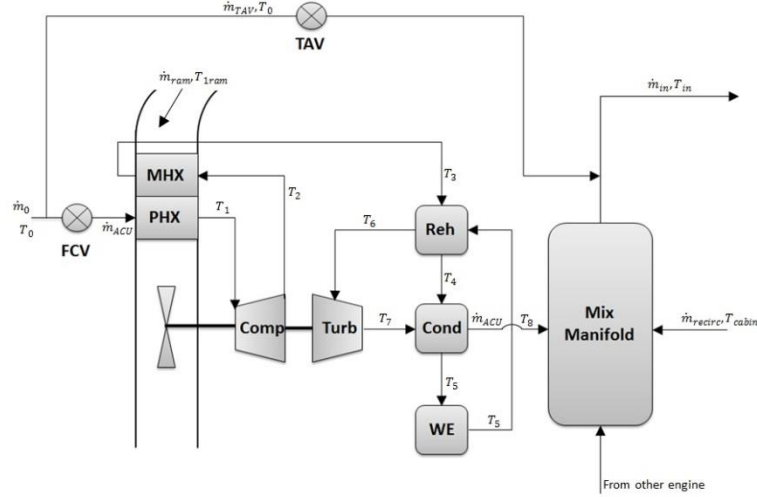 ṁ_TAV, T_0
TAV
ṁ_ram, T_1ram
ṁ_in, T_in
MHX
T_3
T_2
ṁ_0
T_0
FCV
ṁ_ACU
PHX
T_1
T_6
Reh
T_4
Comp
Turb
T_7
Cond
ṁ_ACU
T_8
Mix
Manifold
ṁ_recirc, T_cabin
T_5
WE
T_5
From other engine